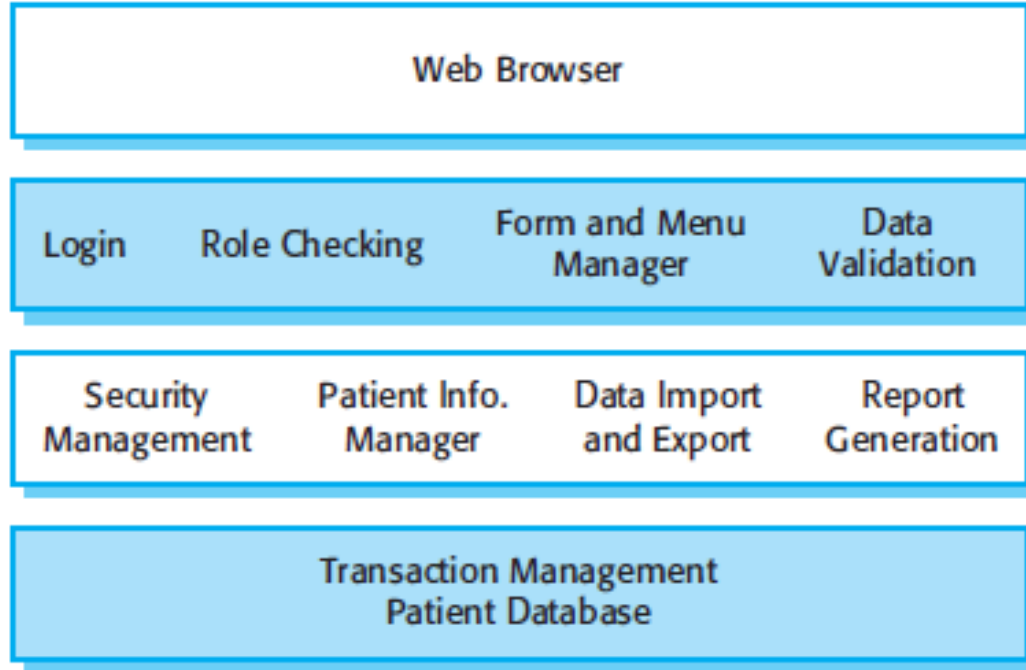 Web Browser
Login
Role Checking
Form and Menu
Manager
Data
Validation
Security
Management
Patient Info.
Manager
Data Import
and Export
Report
Generation
Transaction Management
Patient Database